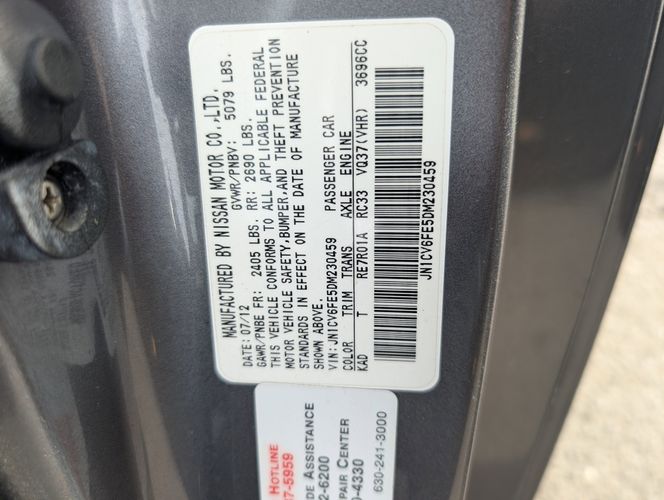 MANUFACTURED BY NISSAN MOTOR CO.,LTD.
DATE: 07/12 GVWR/PNBV: 5079 LBS.
GAWR/PNBE FR: 2405 LBS. RR: 2690 LBS.
THIS VEHICLE CONFORMS TO ALL APPLICABLE FEDERAL
MOTOR VEHICLE SAFETY,BUMPER,AND THEFT PREVENTION
STANDARDS IN EFFECT ON THE DATE OF MANUFACTURE
SHOWN ABOVE.
VIN: JN1CV6FE5DM230459 PASSENGER CAR
COLOR TRIM TRANS AXLE ENGINE
KAD T RE7R01A RC33 VQ37(VHR) 3696CC
JN1CV6FE5DM230459
HOTLINE
7-5959
DE ASSISTANCE
2-6200
PAIR CENTER
0-4330
630-241-3000